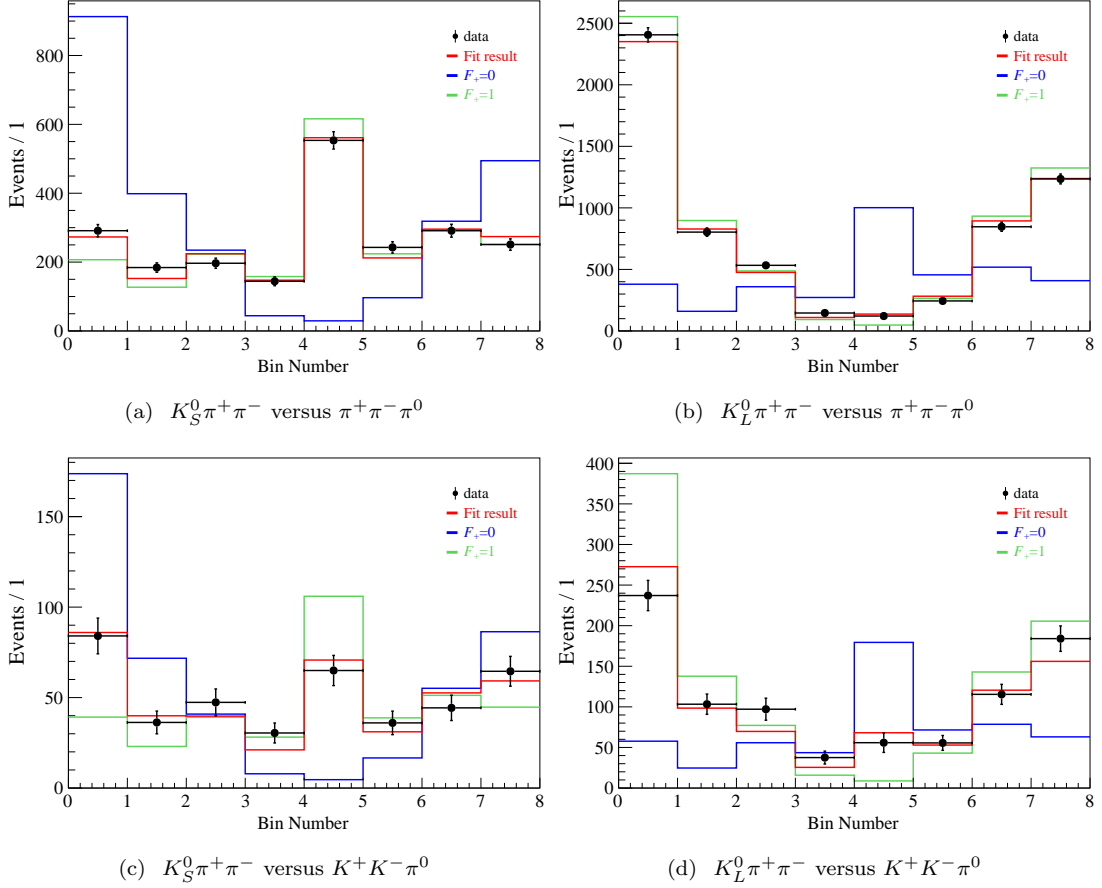 Events / 1
800
600
400
200
0
data
Fit result
F₊=0
F₊=1
0 1 2 3 4 5 6 7 8
Bin Number
(a) K⁰_S π⁺π⁻ versus π⁺π⁻π⁰
Events / 1
2500
2000
1500
1000
500
0
data
Fit result
F₊=0
F₊=1
0 1 2 3 4 5 6 7 8
Bin Number
(b) K⁰_L π⁺π⁻ versus π⁺π⁻π⁰
Events / 1
150
100
50
0
data
Fit result
F₊=0
F₊=1
0 1 2 3 4 5 6 7 8
Bin Number
(c) K⁰_S π⁺π⁻ versus K⁺K⁻π⁰
Events / 1
400
350
300
250
200
150
100
50
0
data
Fit result
F₊=0
F₊=1
0 1 2 3 4 5 6 7 8
Bin Number
(d) K⁰_L π⁺π⁻ versus K⁺K⁻π⁰